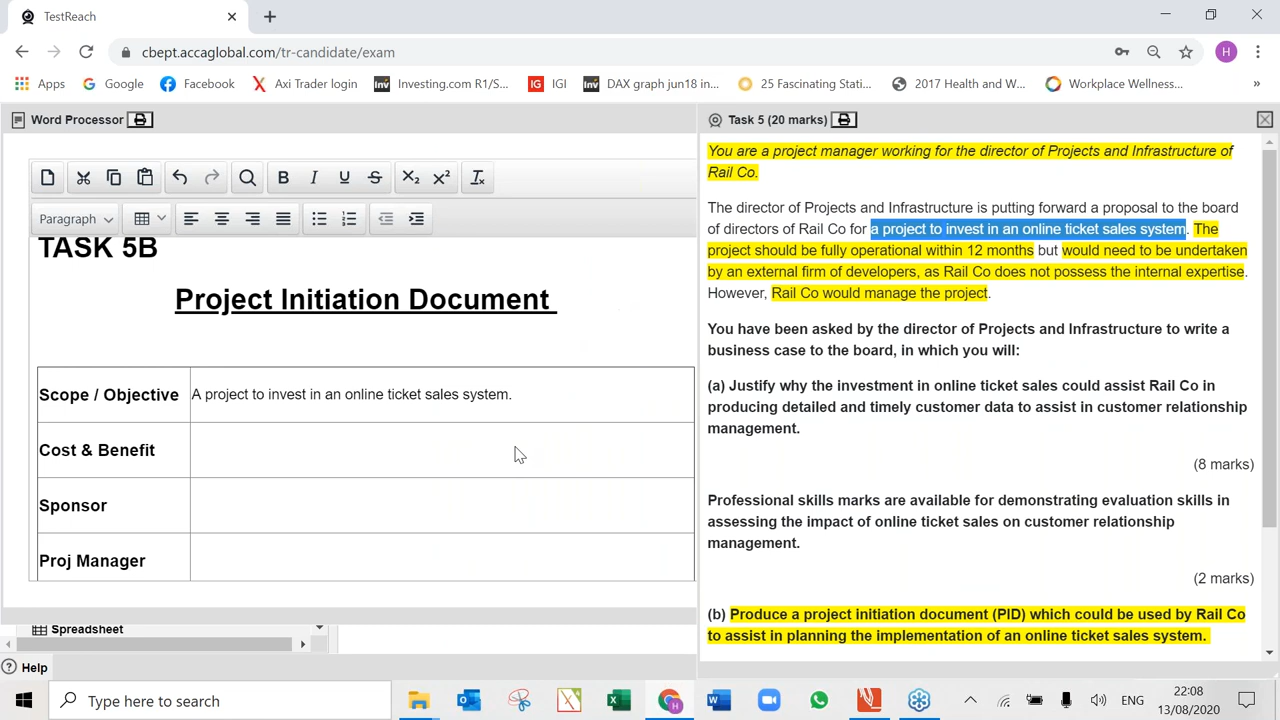 TestReach
cbept.accaglobal.com/tr-candidate/exam
H
Apps
Google
Facebook
Axi Trader login
Investing.com R1/S...
IGI
DAX graph jun18 in...
25 Fascinating Stati...
2017 Health and W...
Workplace Wellness...
»
Word Processor
Paragraph
TASK 5B
Project Initiation Document
Scope / Objective
A project to invest in an online ticket sales system.
Cost & Benefit
Sponsor
Proj Manager
Spreadsheet
Help
Task 5 (20 marks)
You are a project manager working for the director of Projects and Infrastructure of
Rail Co.
The director of Projects and Infrastructure is putting forward a proposal to the board
of directors of Rail Co for a project to invest in an online ticket sales system. The
project should be fully operational within 12 months but would need to be undertaken
by an external firm of developers, as Rail Co does not possess the internal expertise.
However, Rail Co would manage the project.
You have been asked by the director of Projects and Infrastructure to write a
business case to the board, in which you will:
(a) Justify why the investment in online ticket sales could assist Rail Co in
producing detailed and timely customer data to assist in customer relationship
management.
(8 marks)
Professional skills marks are available for demonstrating evaluation skills in
assessing the impact of online ticket sales on customer relationship
management.
(2 marks)
(b) Produce a project initiation document (PID) which could be used by Rail Co
to assist in planning the implementation of an online ticket sales system.
Type here to search
ENG
22:08
13/08/2020